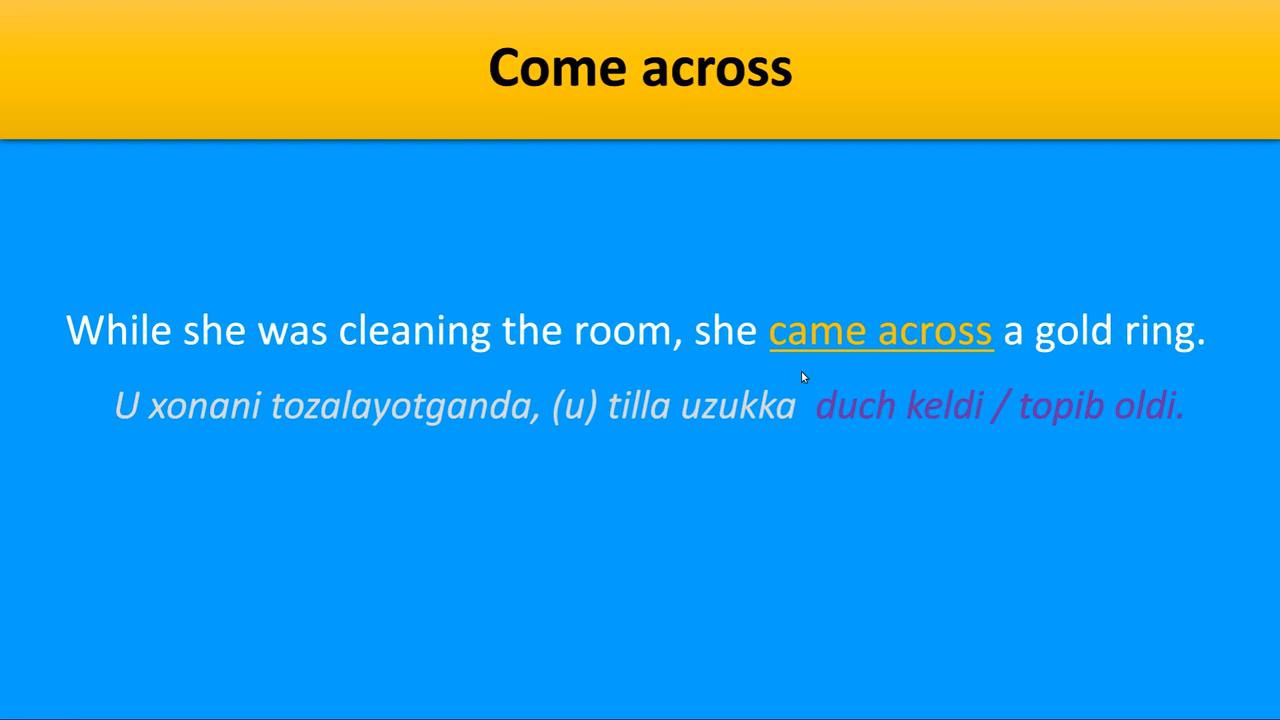 Come across
While she was cleaning the room, she came across a gold ring.
U xonani tozalayotganda, (u) tilla uzukka duch keldi / topib oldi.